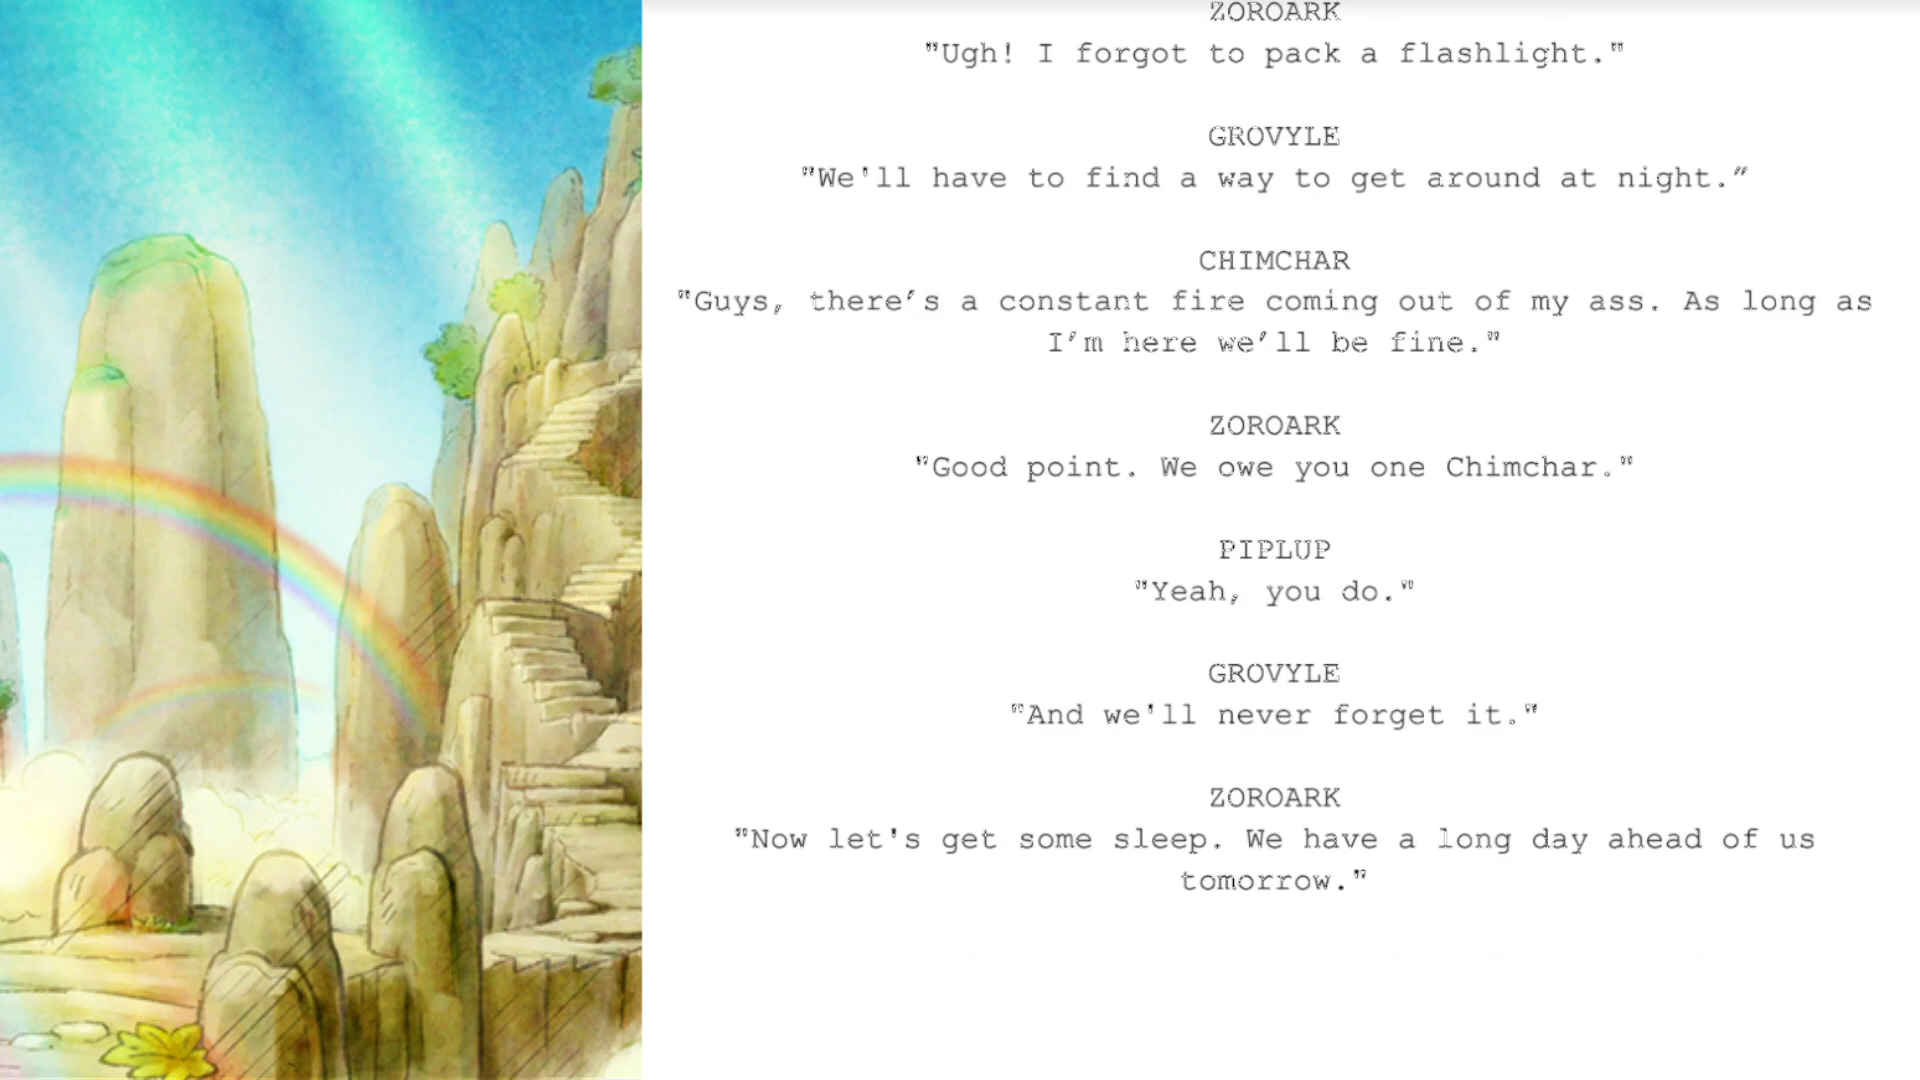 ZOROARK
"Ugh! I forgot to pack a flashlight."
GROVYLE
"We'll have to find a way to get around at night.”
CHIMCHAR
"Guys, there’s a constant fire coming out of my ass. As long as
I’m here we’ll be fine."
ZOROARK
"Good point. We owe you one Chimchar."
PIPLUP
"Yeah, you do."
GROVYLE
"And we'll never forget it."
ZOROARK
"Now let's get some sleep. We have a long day ahead of us
tomorrow."